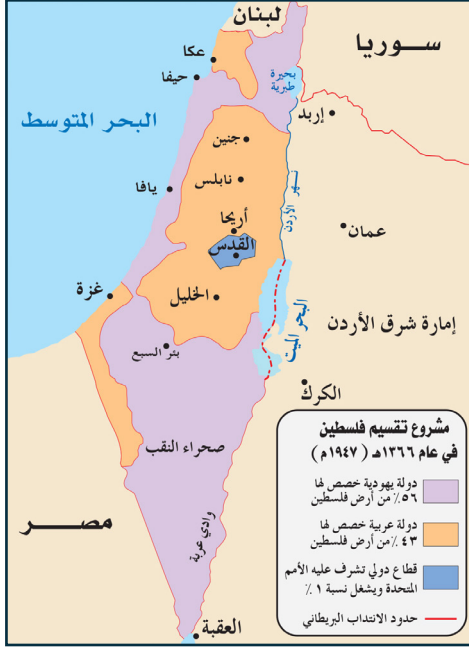 لبنان
سـوريا
عكا
حيفا
بحيرة
طبرية
إربد
البحر المتوسط
جنين
نابلس
نهر الأردن
يافا
أريحا
القدس
عمان
غزة
الخليل
البحر الميت
إمارة شرق الأردن
بئر السبع
الكرك
صحراء النقب
وادي عربة
مصـر
العقبة
مشروع تقسيم فلسطين
في عام ١٣٦٦هـ (١٩٤٧م)
دولة يهودية خصص لها
٥٦٪ من أرض فلسطين
دولة عربية خصص لها
٤٣٪ من أرض فلسطين
قطاع دولي تشرف عليه الأمم
المتحدة ويشغل نسبة ١٪
حدود الانتداب البريطاني